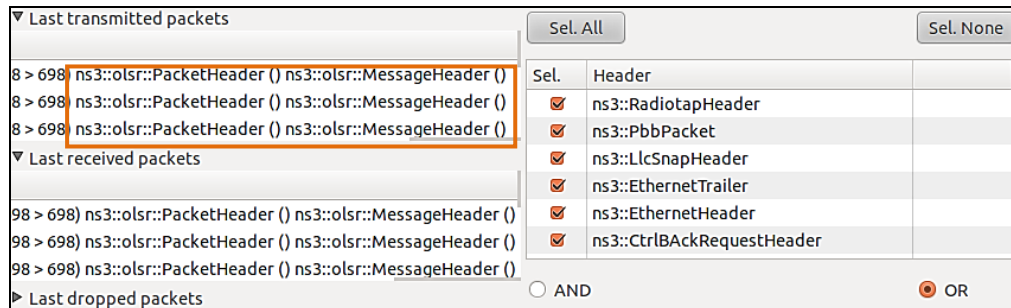 Last transmitted packets
8 > 698) ns3::olsr::PacketHeader () ns3::olsr::MessageHeader ()
8 > 698) ns3::olsr::PacketHeader () ns3::olsr::MessageHeader ()
8 > 698) ns3::olsr::PacketHeader () ns3::olsr::MessageHeader ()
Last received packets
98 > 698) ns3::olsr::PacketHeader () ns3::olsr::MessageHeader ()
98 > 698) ns3::olsr::PacketHeader () ns3::olsr::MessageHeader ()
98 > 698) ns3::olsr::PacketHeader () ns3::olsr::MessageHeader ()
Last dropped packets
Sel. All
Sel. None
Sel. Header
ns3::RadiotapHeader
ns3::PbbPacket
ns3::LlcSnapHeader
ns3::EthernetTrailer
ns3::EthernetHeader
ns3::CtrlBAckRequestHeader
AND
OR